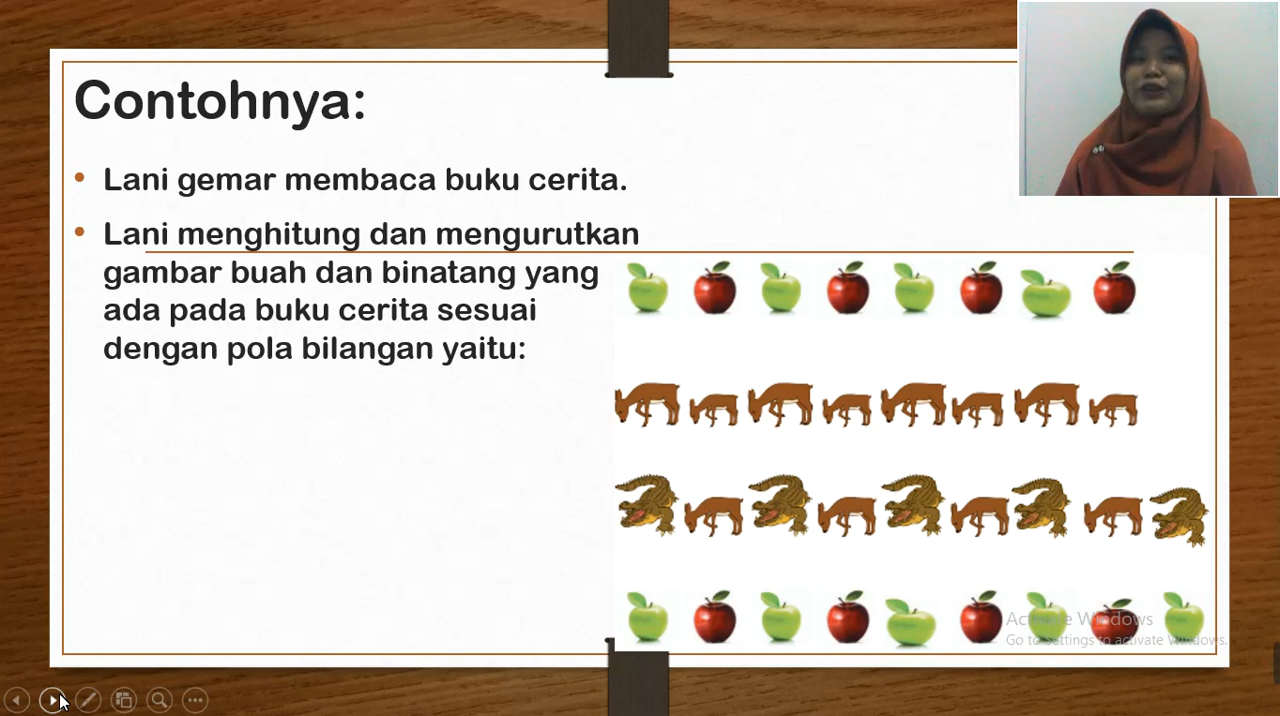 Contohnya:
Lani gemar membaca buku cerita.
Lani menghitung dan mengurutkan
gambar buah dan binatang yang
ada pada buku cerita sesuai
dengan pola bilangan yaitu:
Activate Windows
Go to Settings to activate Windows.